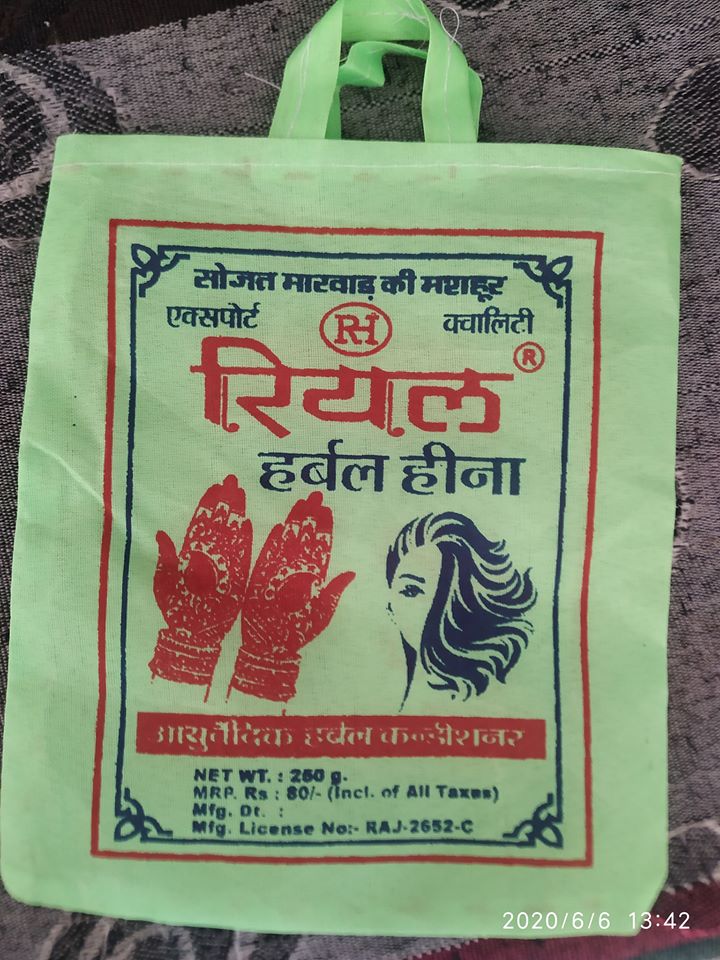 सोजत मारवाड़ की मशहूर
एक्सपोर्ट RH क्वालिटी
रियल ®
हर्बल हीना
आयुर्वेदिक हर्बल कन्डीशनर
NET WT. : 250 g.
MRP. Rs : 80/- (Incl. of All Taxes)
Mfg. Dt. :
Mfg. License No:- RAJ-2652-C
2020/6/6 13:42